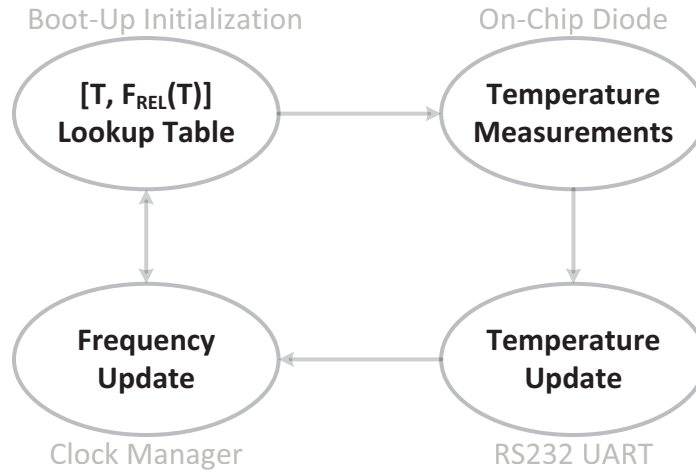 Boot-Up Initialization
On-Chip Diode
[T, F_REL(T)]
Lookup Table
Temperature
Measurements
Frequency
Update
Temperature
Update
Clock Manager
RS232 UART